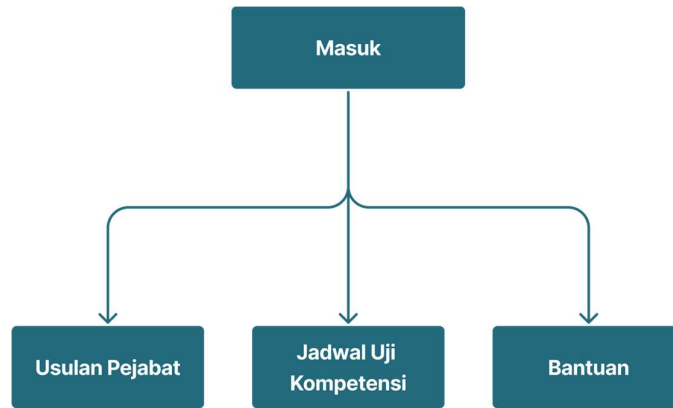 Masuk
Usulan Pejabat
Jadwal Uji
Kompetensi
Bantuan